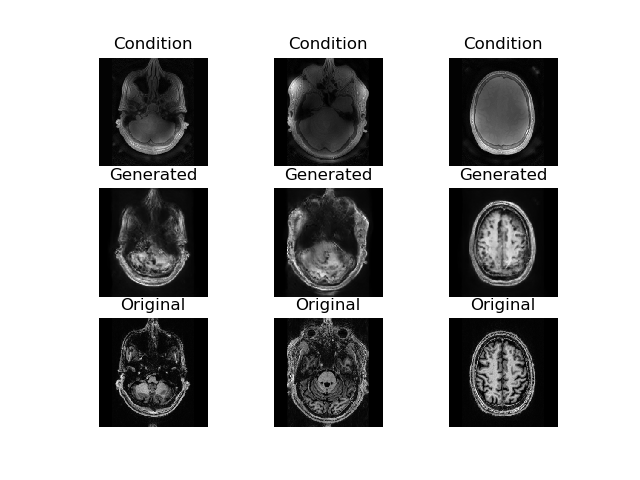 Condition Condition Condition
Generated Generated Generated
Original Original Original